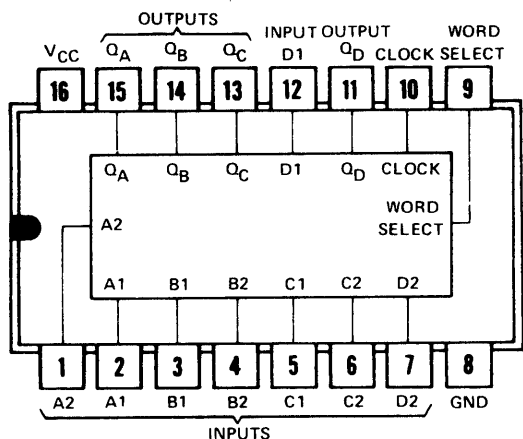 OUTPUTS
INPUT OUTPUT WORD
VCC QA QB QC D1 QD CLOCK SELECT
16 15 14 13 12 11 10 9
QA QB QC D1 QD CLOCK
WORD
A2 SELECT
A1 B1 B2 C1 C2 D2
1 2 3 4 5 6 7 8
A2 A1 B1 B2 C1 C2 D2 GND
INPUTS